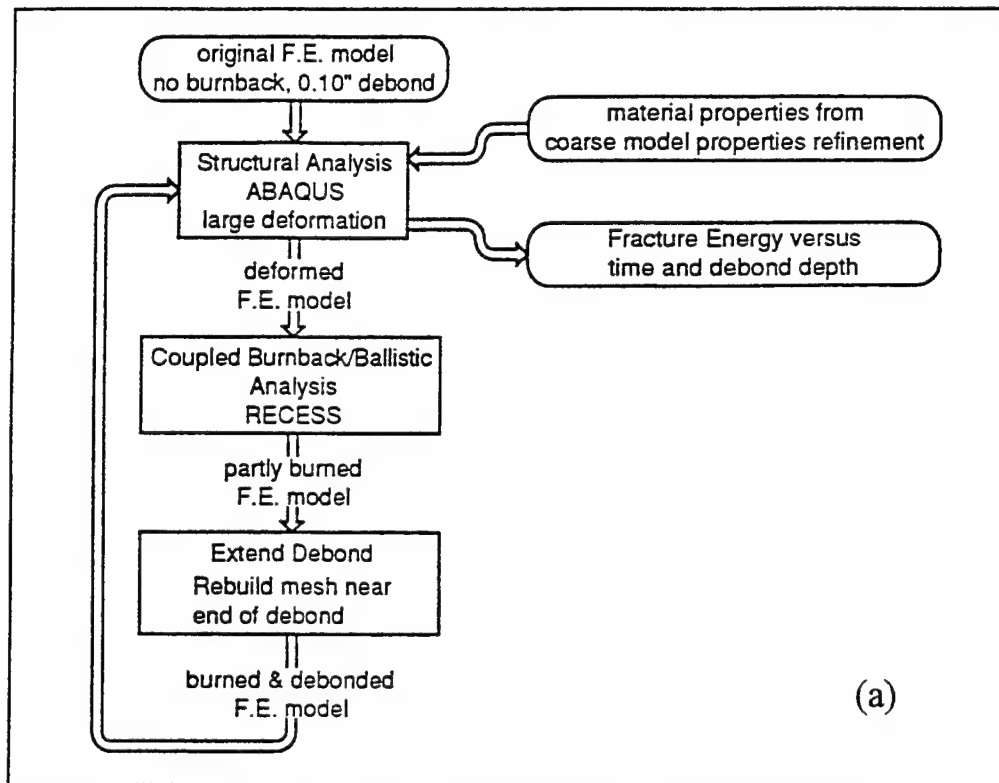 original F.E. model
no burnback, 0.10" debond
material properties from
coarse model properties refinement
Structural Analysis
ABAQUS
large deformation
Fracture Energy versus
time and debond depth
deformed
F.E. model
Coupled Burnback/Ballistic
Analysis
RECESS
partly burned
F.E. model
Extend Debond
Rebuild mesh near
end of debond
burned & debonded
F.E. model
(a)